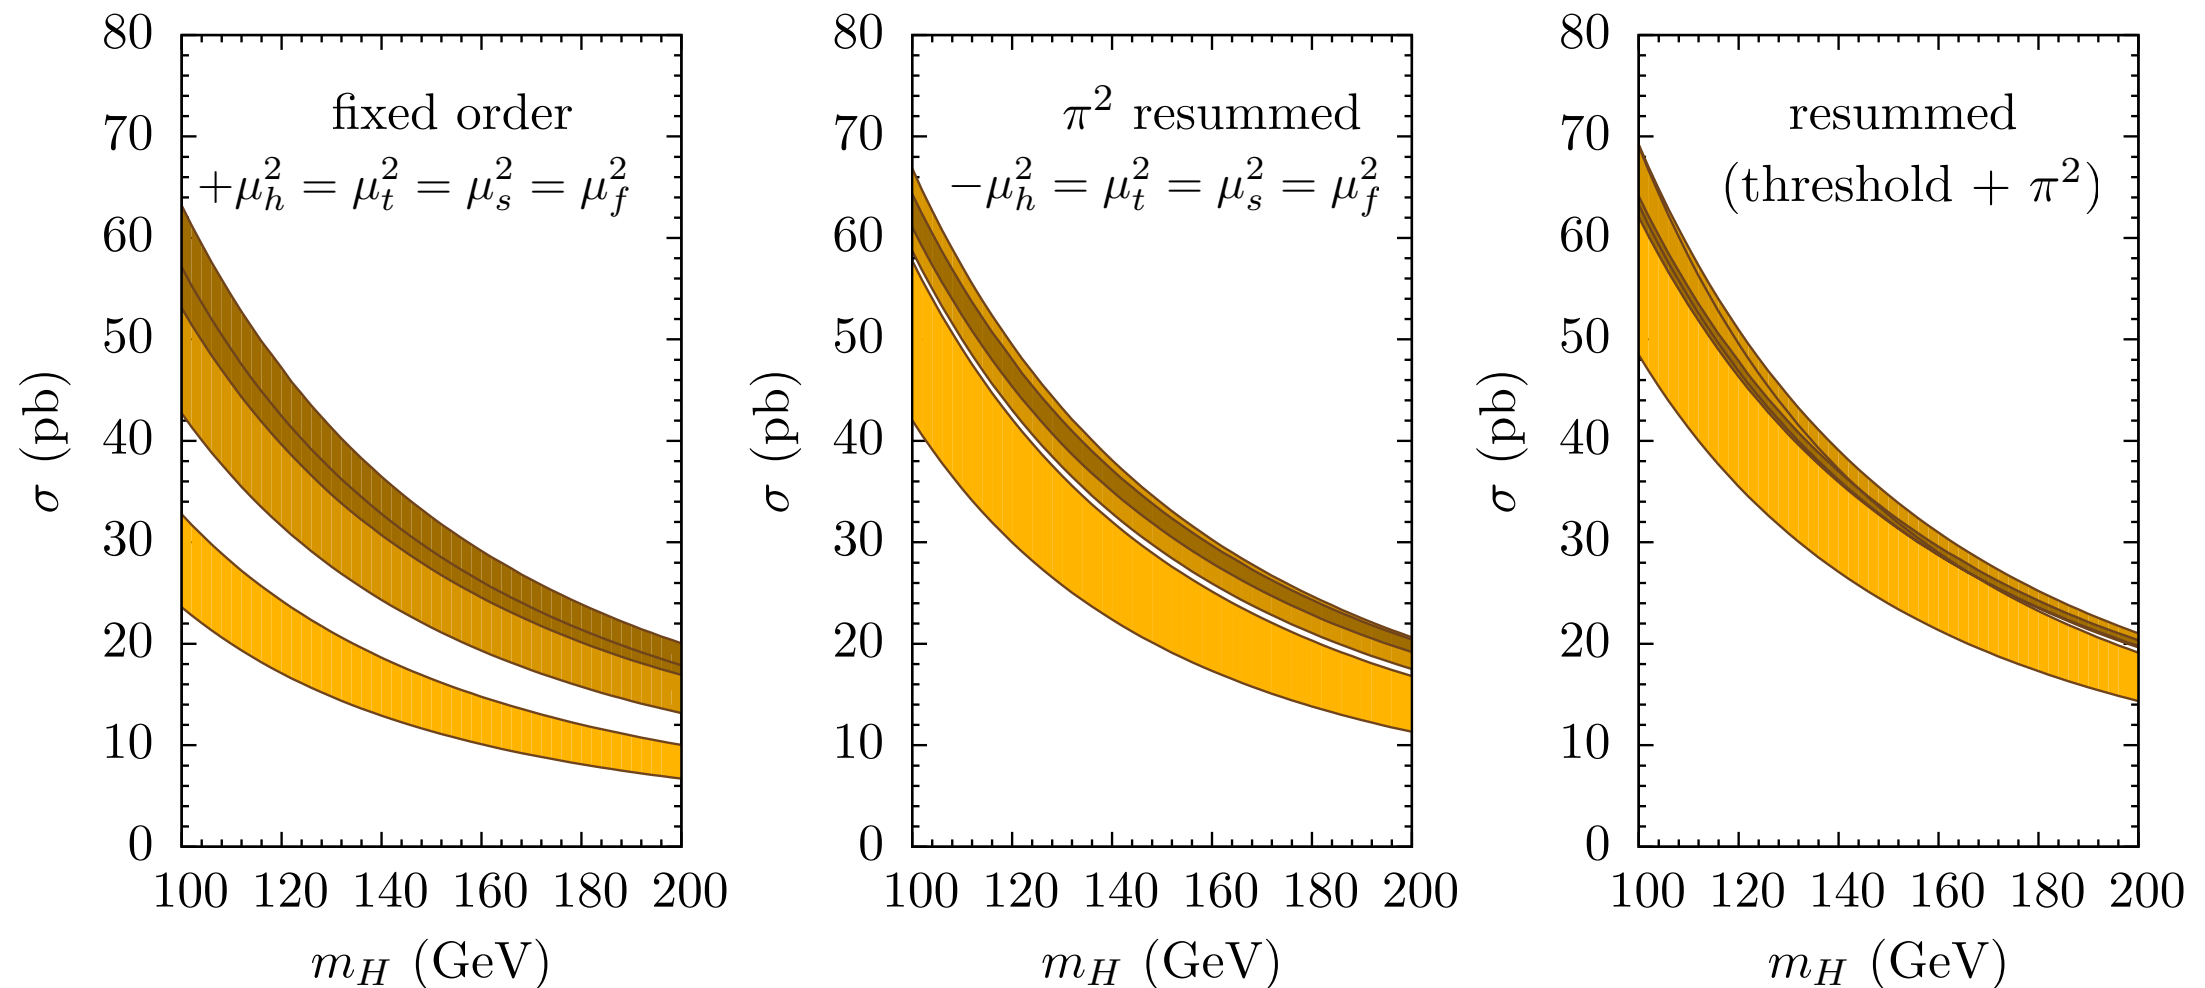 80
70
60
50
40
30
20
10
0
σ (pb)
fixed order
+μ_h^2 = μ_t^2 = μ_s^2 = μ_f^2
100 120 140 160 180 200
m_H (GeV)
80
70
60
50
40
30
20
10
0
σ (pb)
π^2 resummed
−μ_h^2 = μ_t^2 = μ_s^2 = μ_f^2
100 120 140 160 180 200
m_H (GeV)
80
70
60
50
40
30
20
10
0
σ (pb)
resummed
(threshold + π^2)
100 120 140 160 180 200
m_H (GeV)